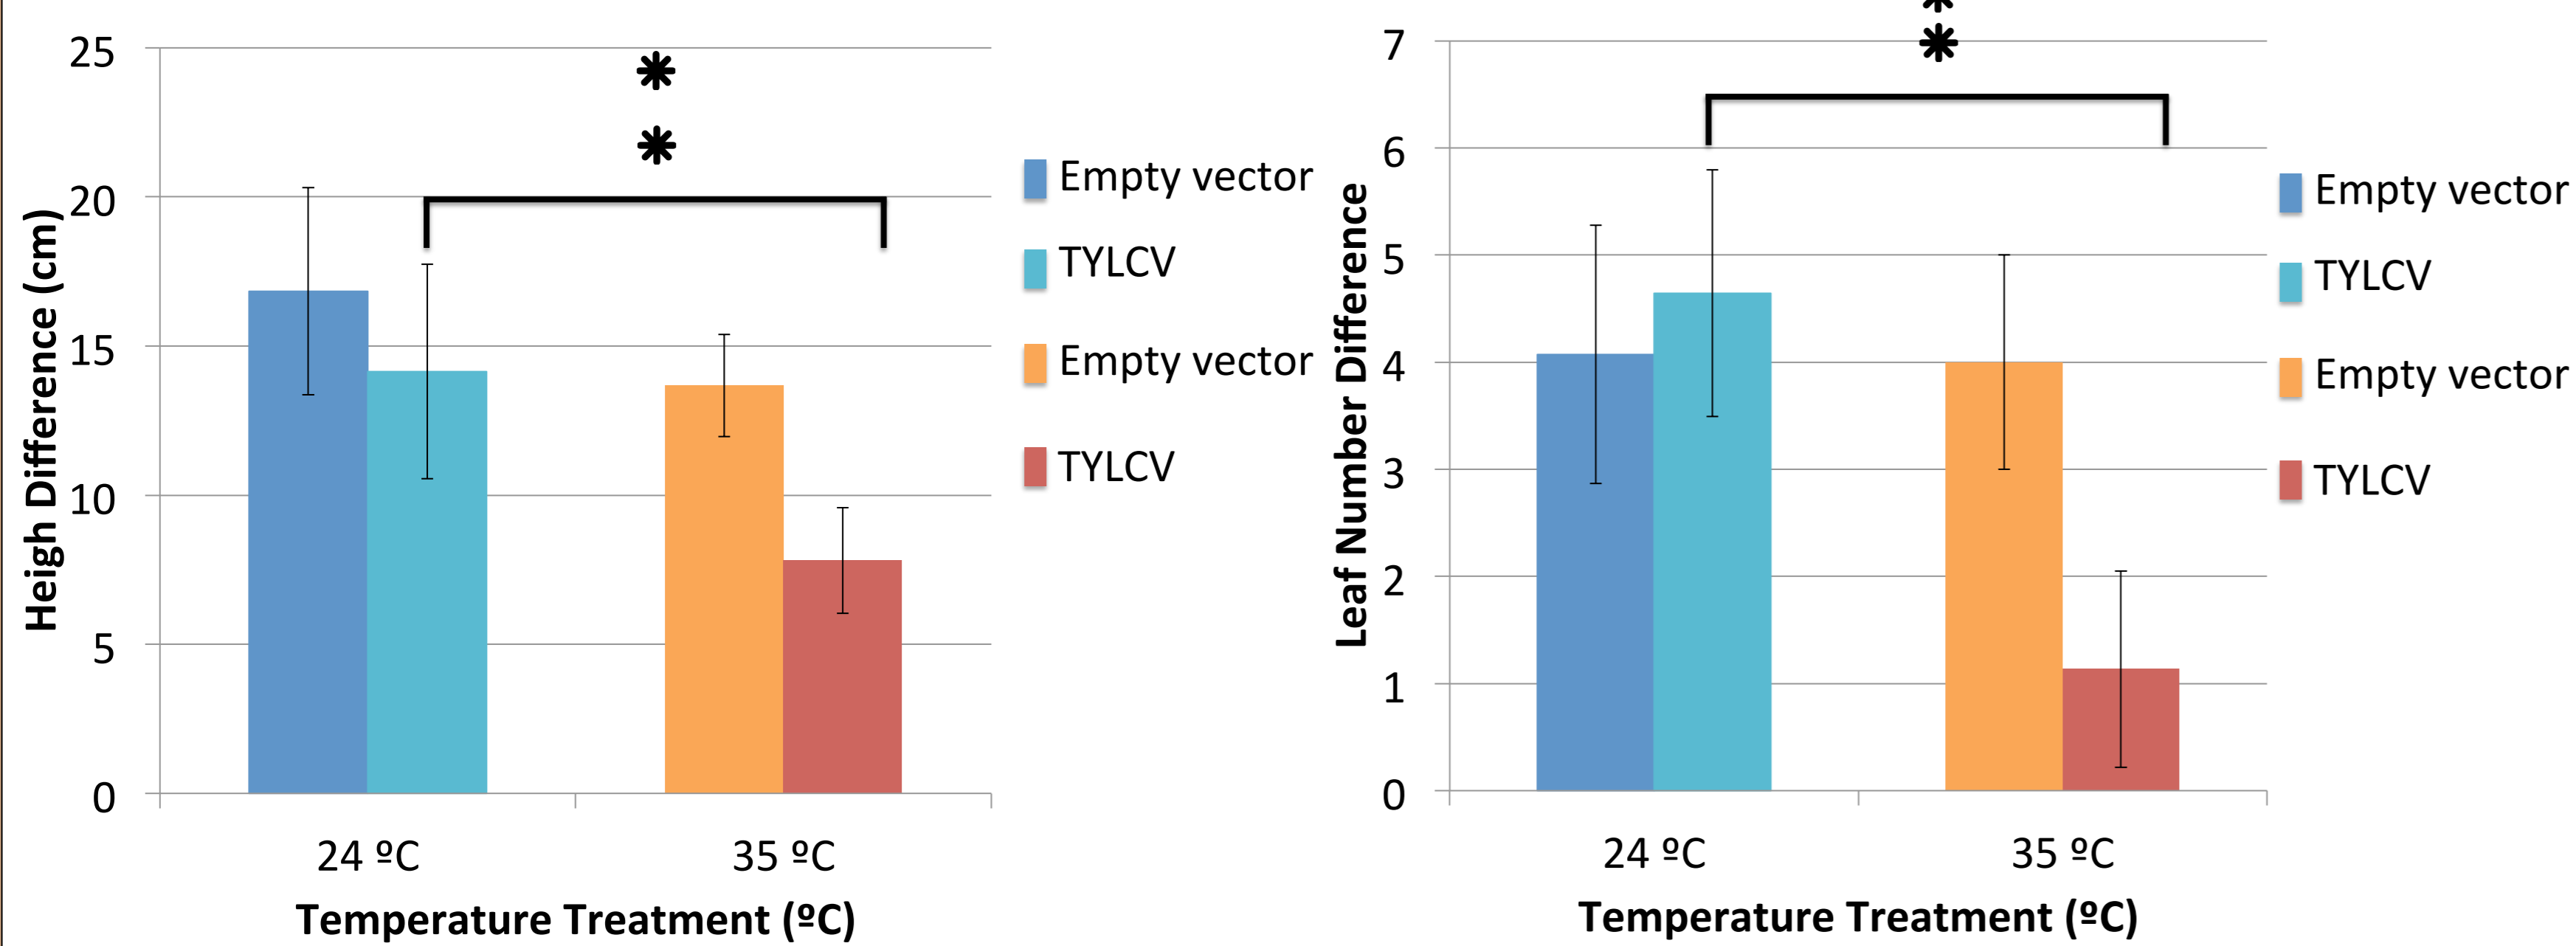 Heigh Difference (cm)
25
20
15
10
5
0
*
*
24 ºC
35 ºC
Temperature Treatment (ºC)
Empty vector
TYLCV
Empty vector
TYLCV
Leaf Number Difference
7
6
5
4
3
2
1
0
*
*
24 ºC
35 ºC
Temperature Treatment (ºC)
Empty vector
TYLCV
Empty vector
TYLCV